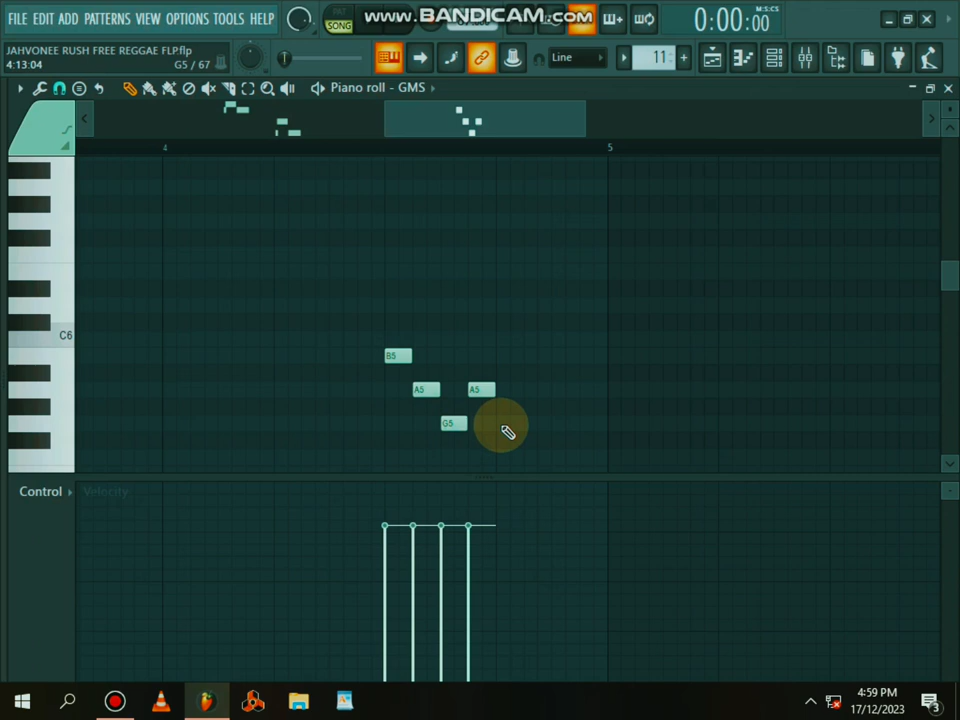 FILE EDIT ADD PATTERNS VIEW OPTIONS TOOLS HELP
SONG
www.BANDICAM.com
0:00:00
M:S:CS
JAHVONEE RUSH FREE REGGAE FLP.flp
4:13:04
G5 / 67
Line
11
Piano roll - GMS
4
5
C6
B5
A5
A5
G5
Control
Velocity
4:59 PM
17/12/2023
3